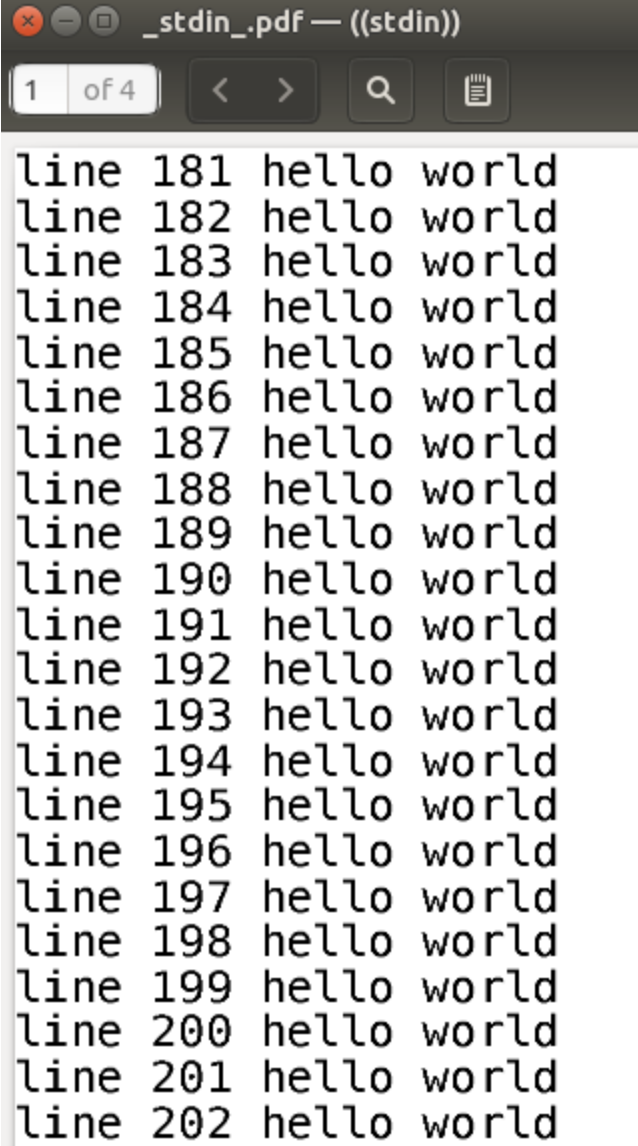 _stdin_.pdf — ((stdin))
1 of 4
line 181 hello world
line 182 hello world
line 183 hello world
line 184 hello world
line 185 hello world
line 186 hello world
line 187 hello world
line 188 hello world
line 189 hello world
line 190 hello world
line 191 hello world
line 192 hello world
line 193 hello world
line 194 hello world
line 195 hello world
line 196 hello world
line 197 hello world
line 198 hello world
line 199 hello world
line 200 hello world
line 201 hello world
line 202 hello world